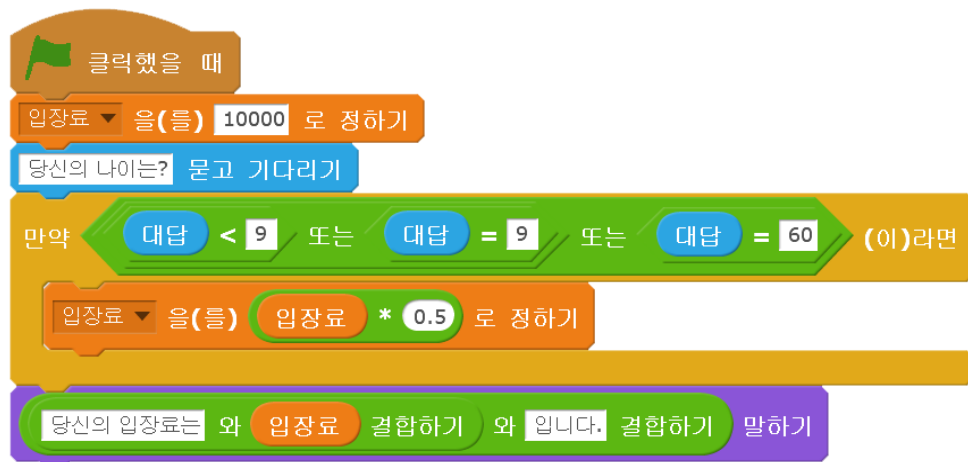 클릭했을 때
입장료 을(를) 10000 로 정하기
당신의 나이는? 묻고 기다리기
만약 대답 < 9 또는 대답 = 9 또는 대답 = 60 (이)라면
입장료 을(를) 입장료 * 0.5 로 정하기
당신의 입장료는 와 입장료 결합하기 와 입니다. 결합하기 말하기